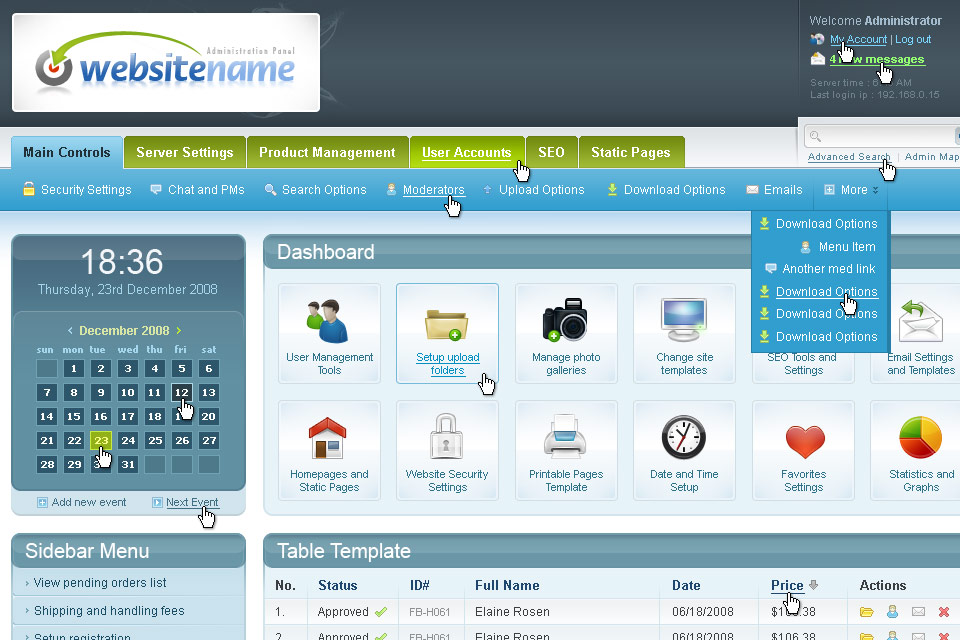 Administration Panel
websitename
Welcome Administrator
My Account | Log out
new messages
Server time : AM
Last login ip : 192.168.0.15
Main Controls
Server Settings
Product Management
User Accounts
SEO
Static Pages
Advanced Search | Admin Map
Security Settings
Chat and PMs
Search Options
Moderators
Upload Options
Download Options
Emails
More
Download Options
Menu Item
Another med link
Download Options
Download Options
Download Options
18:36
Thursday, 23rd December 2008
‹ December 2008 ›
sun mon tue wed thu fri sat
1 2 3 4 5 6
7 8 9 10 11 12 13
14 15 16 17 18 20
21 22 23 24 25 26 27
28 29 31
Add new event
Next Event
Dashboard
User Management
Tools
Setup upload
folders
Manage photo
galleries
Change site
templates
SEO Tools and
Settings
Email Settings
and Templates
Homepages and
Static Pages
Website Security
Settings
Printable Pages
Template
Date and Time
Setup
Favorites
Settings
Statistics and
Graphs
Sidebar Menu
› View pending orders list
› Shipping and handling fees
› Setup registration
Table Template
No. Status ID# Full Name Date Price Actions
1. Approved FB-H061 Elaine Rosen 06/18/2008 $106.38
2. Approved FB-H061 Elaine Rosen 06/18/2008 $106.38